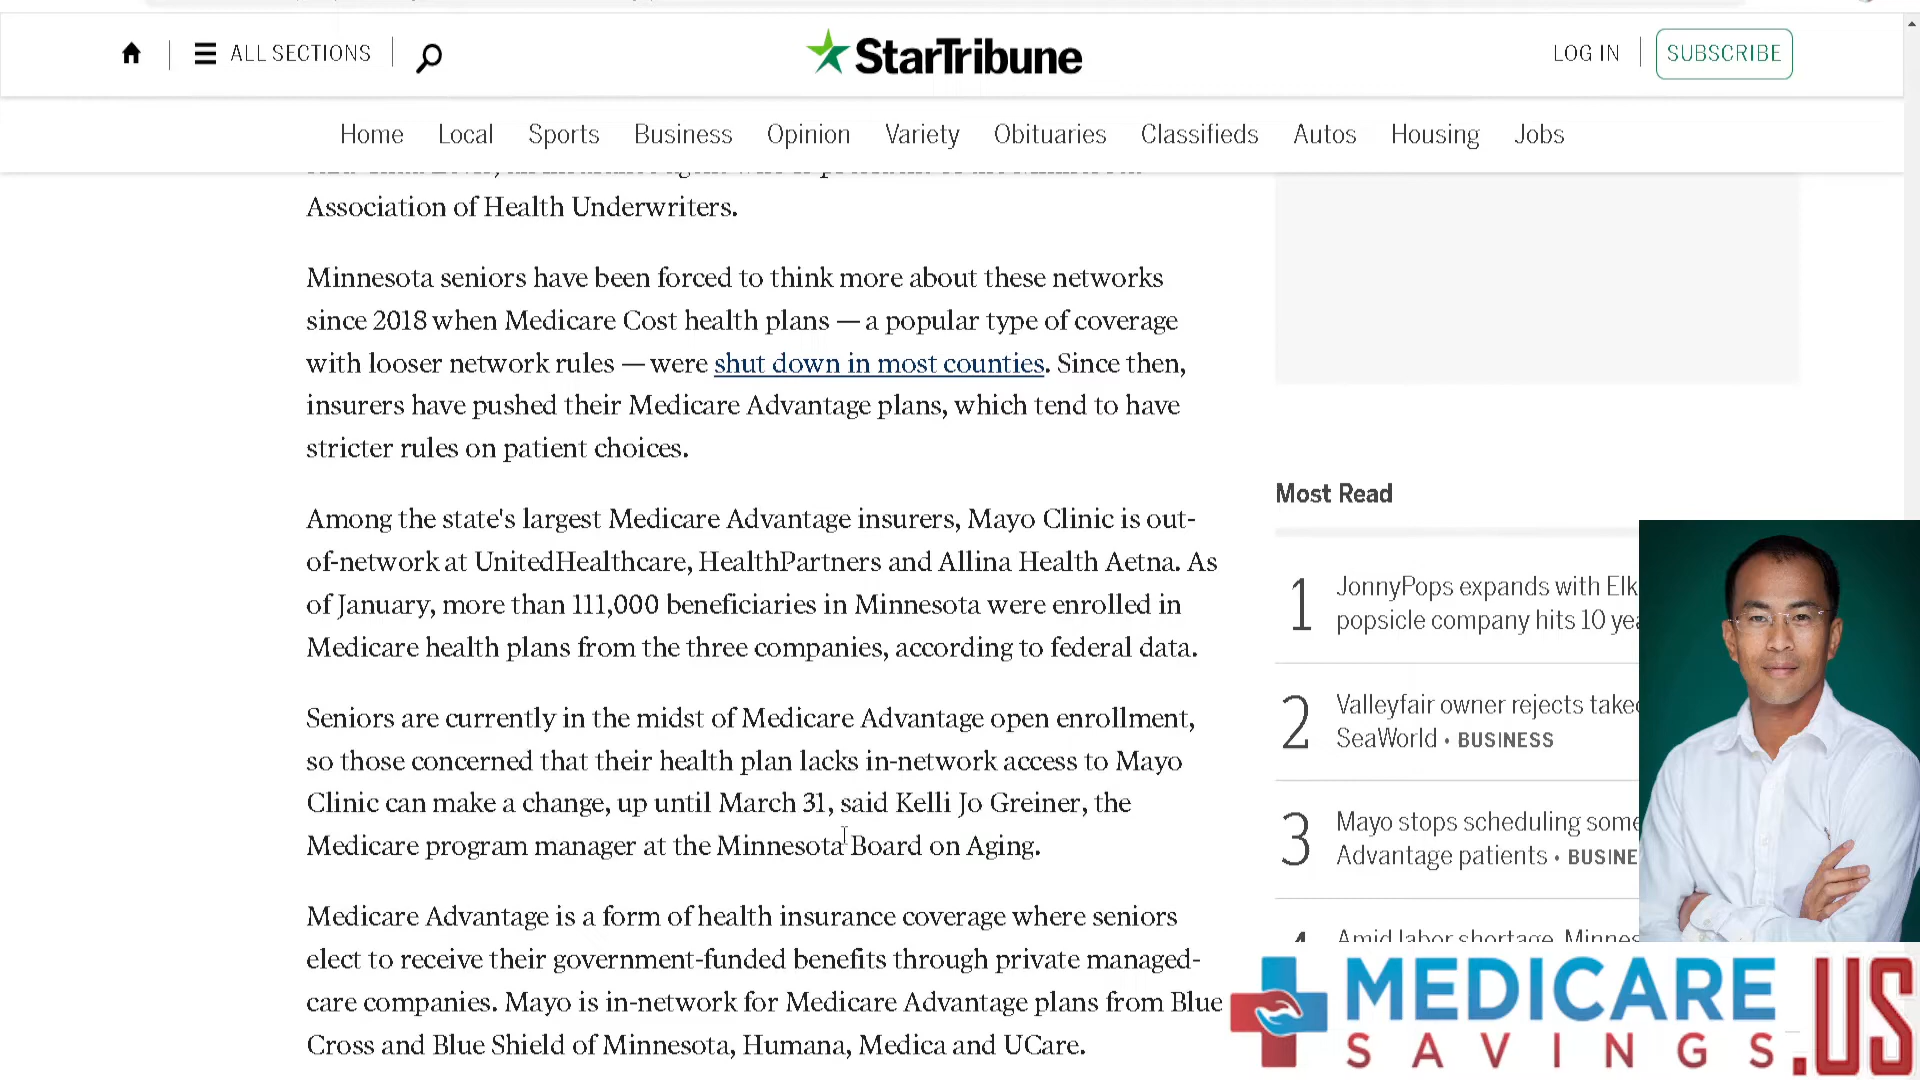 ALL SECTIONS
StarTribune
LOG IN
SUBSCRIBE
Home Local Sports Business Opinion Variety Obituaries Classifieds Autos Housing Jobs
Association of Health Underwriters.
Minnesota seniors have been forced to think more about these networks
since 2018 when Medicare Cost health plans — a popular type of coverage
with looser network rules — were shut down in most counties. Since then,
insurers have pushed their Medicare Advantage plans, which tend to have
stricter rules on patient choices.
Among the state's largest Medicare Advantage insurers, Mayo Clinic is out-
of-network at UnitedHealthcare, HealthPartners and Allina Health Aetna. As
of January, more than 111,000 beneficiaries in Minnesota were enrolled in
Medicare health plans from the three companies, according to federal data.
Seniors are currently in the midst of Medicare Advantage open enrollment,
so those concerned that their health plan lacks in-network access to Mayo
Clinic can make a change, up until March 31, said Kelli Jo Greiner, the
Medicare program manager at the Minnesota Board on Aging.
Medicare Advantage is a form of health insurance coverage where seniors
elect to receive their government-funded benefits through private managed-
care companies. Mayo is in-network for Medicare Advantage plans from Blue
Cross and Blue Shield of Minnesota, Humana, Medica and UCare.
Most Read
1
JonnyPops expands with Elk
popsicle company hits 10
2
Valleyfair owner rejects
SeaWorld • BUSINESS
3
Mayo stops scheduling some
Advantage patients •
4
Amid labor shortage,
MEDICARE
SAVINGS
.US